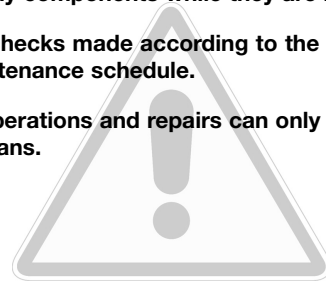 y components while they are
hecks made according to the
tenance schedule.
perations and repairs can only
ans.